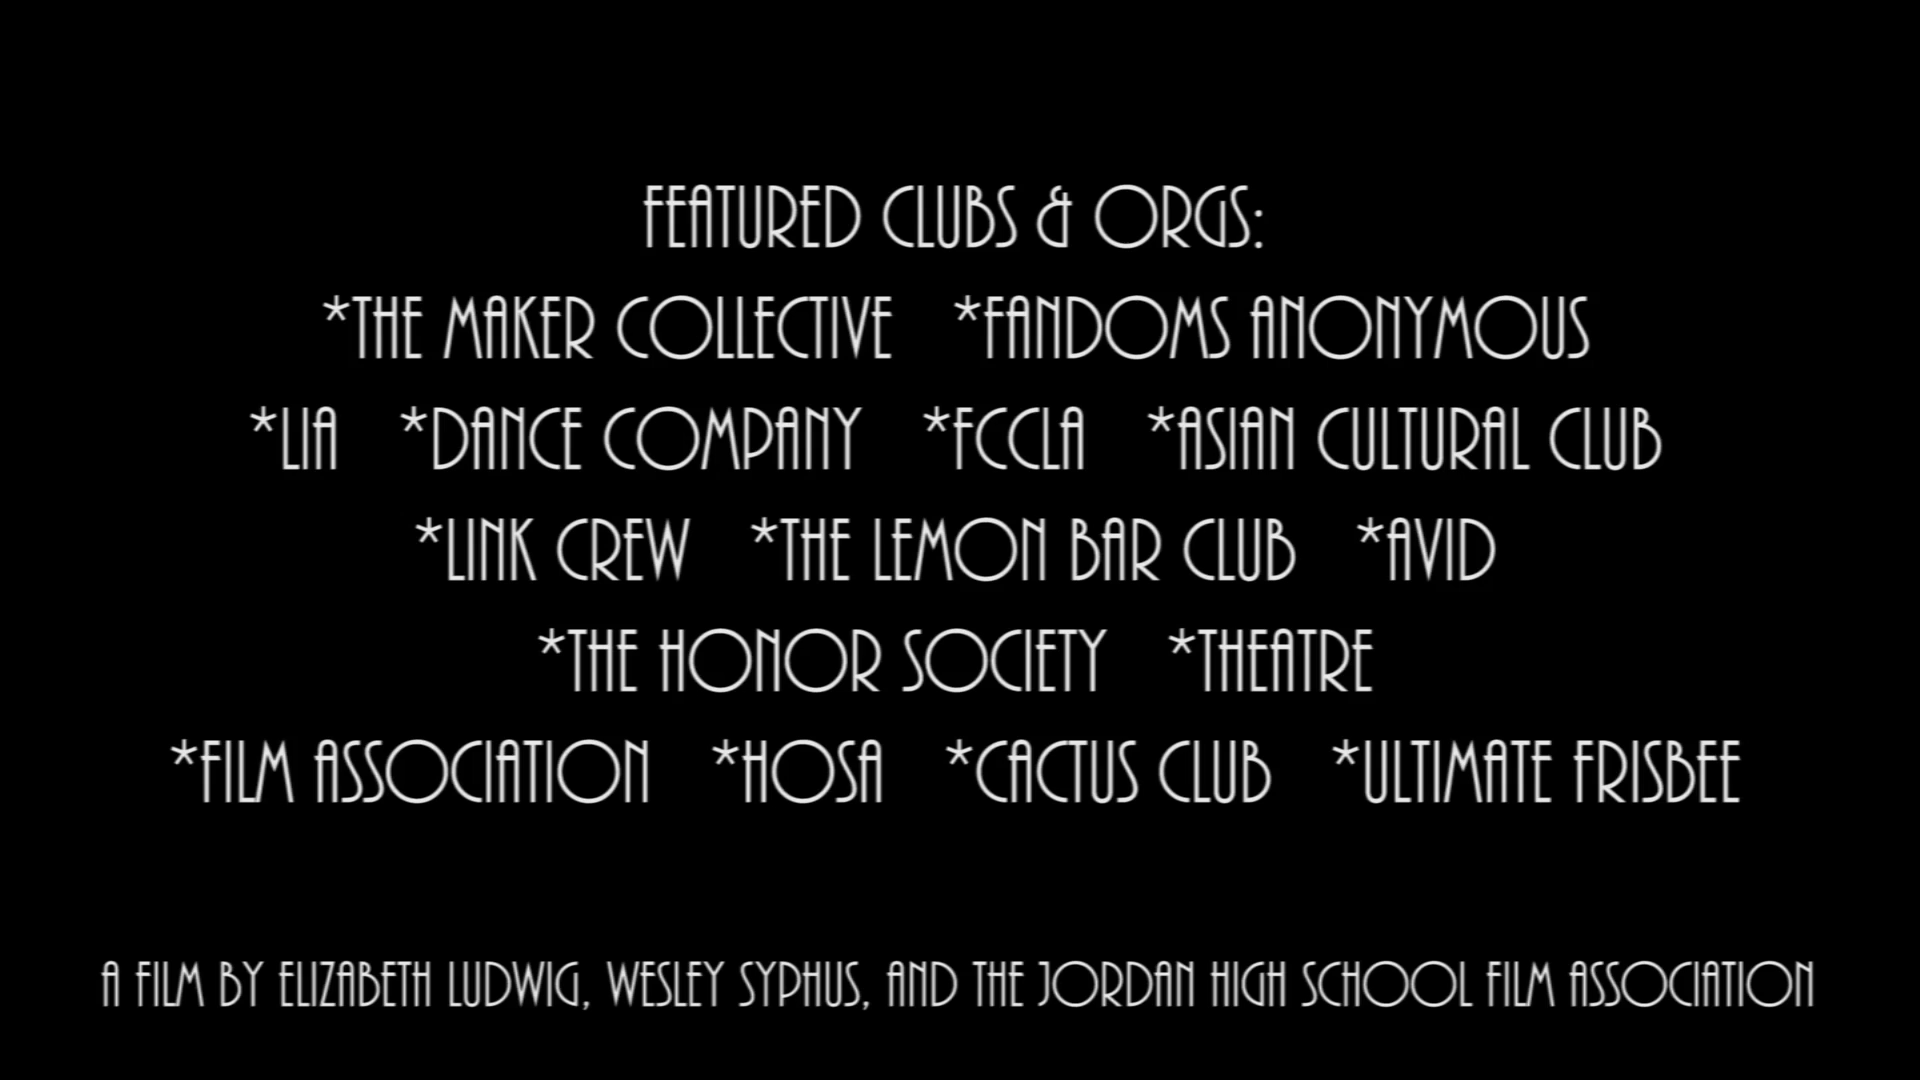 FEATURED CLUBS & ORGS:
*THE MAKER COLLECTIVE *FANDOMS ANONYMOUS
*LIA *DANCE COMPANY *FCCLA *ASIAN CULTURAL CLUB
*LINK CREW *THE LEMON BAR CLUB *AVID
*THE HONOR SOCIETY *THEATRE
*FILM ASSOCIATION *HOSA *CACTUS CLUB *ULTIMATE FRISBEE
A FILM BY ELIZABETH LUDWIG, WESLEY SYPHUS, AND THE JORDAN HIGH SCHOOL FILM ASSOCIATION